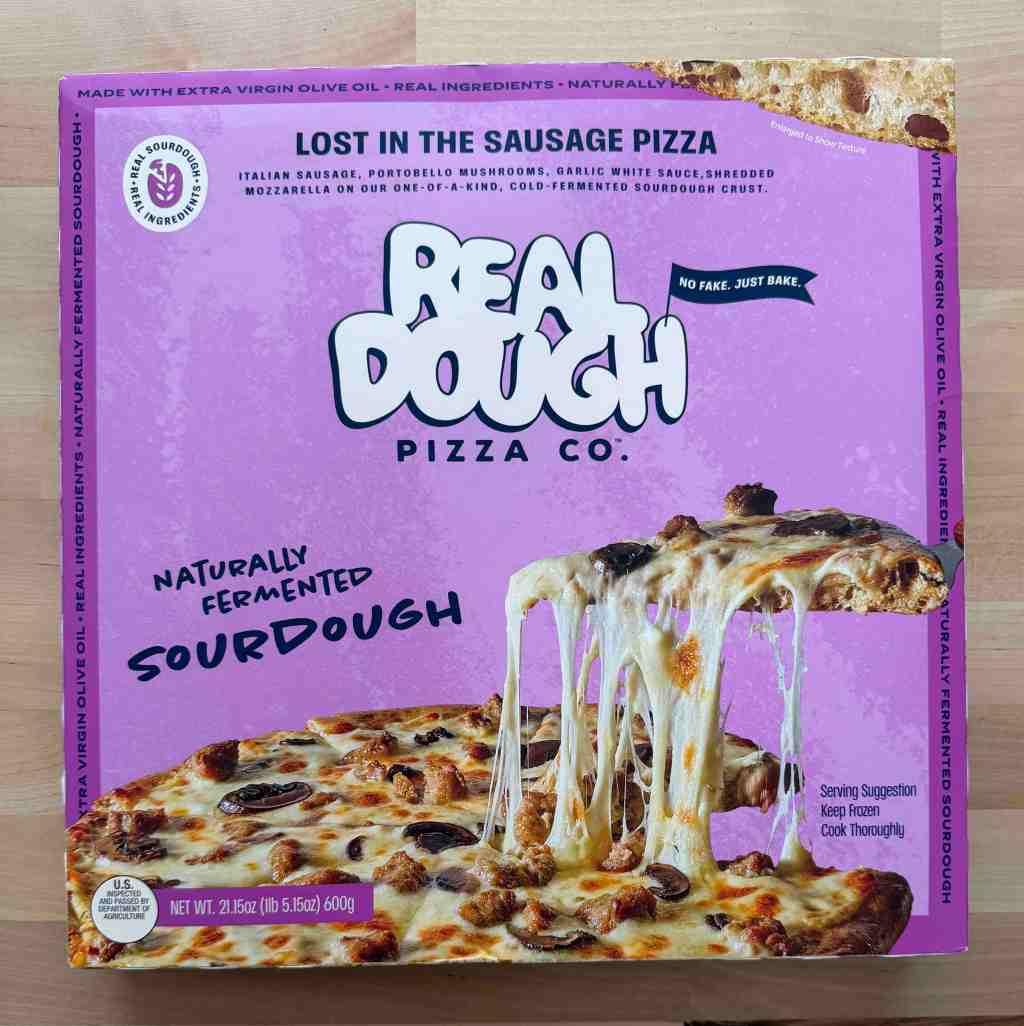 MADE WITH EXTRA VIRGIN OLIVE OIL • REAL INGREDIENTS • NATURALLY
Enlarged to Show Texture
LOST IN THE SAUSAGE PIZZA
ITALIAN SAUSAGE, PORTOBELLO MUSHROOMS, GARLIC WHITE SAUCE,SHREDDED
MOZZARELLA ON OUR ONE-OF-A-KIND, COLD-FERMENTED SOURDOUGH CRUST.
• REAL SOURDOUGH •
REAL INGREDIENTS
REAL
DOUGH
PIZZA CO.™
NO FAKE. JUST BAKE.
NATURALLY
FERMENTED
SOURDOUGH
Serving Suggestion
Keep Frozen
Cook Thoroughly
U.S.
INSPECTED
AND PASSED BY
DEPARTMENT OF
AGRICULTURE
NET WT. 21.15oz (1lb 5.15oz) 600g
VIRGIN OLIVE OIL • REAL INGREDIENTS • NATURALLY FERMENTED SOURDOUGH •
WITH EXTRA VIRGIN OLIVE OIL • REAL
FERMENTED SOURDOUGH